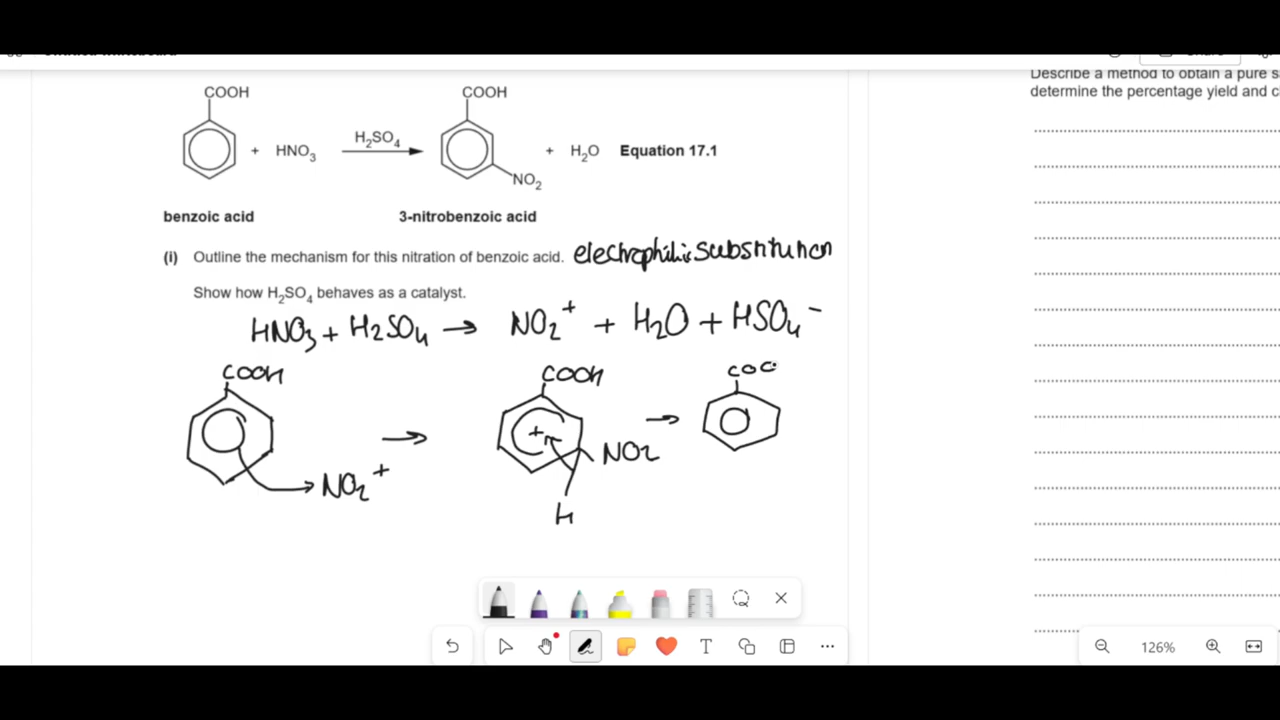 Describe a method to obtain a pure s
determine the percentage yield and c
COOH COOH
+ HNO3 H2SO4 + H2O Equation 17.1
NO2
benzoic acid 3-nitrobenzoic acid
(i) Outline the mechanism for this nitration of benzoic acid. electrophilic substitution
Show how H2SO4 behaves as a catalyst.
HNO3 + H2SO4 → NO2+ + H2O + HSO4-
COOH → COOH → COO
+ NO2
NO2+
H
T
126%